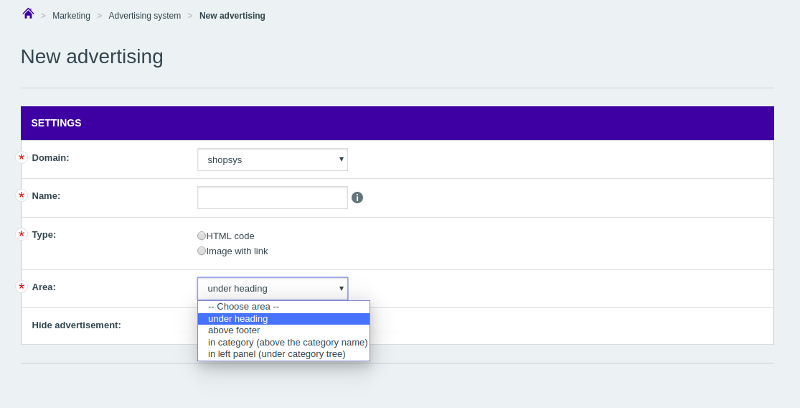 > Marketing > Advertising system > New advertising
New advertising
SETTINGS
* Domain: shopsys
* Name:
* Type: HTML code
Image with link
* Area: under heading
-- Choose area --
under heading
above footer
in category (above the category name)
in left panel (under category tree)
Hide advertisement: